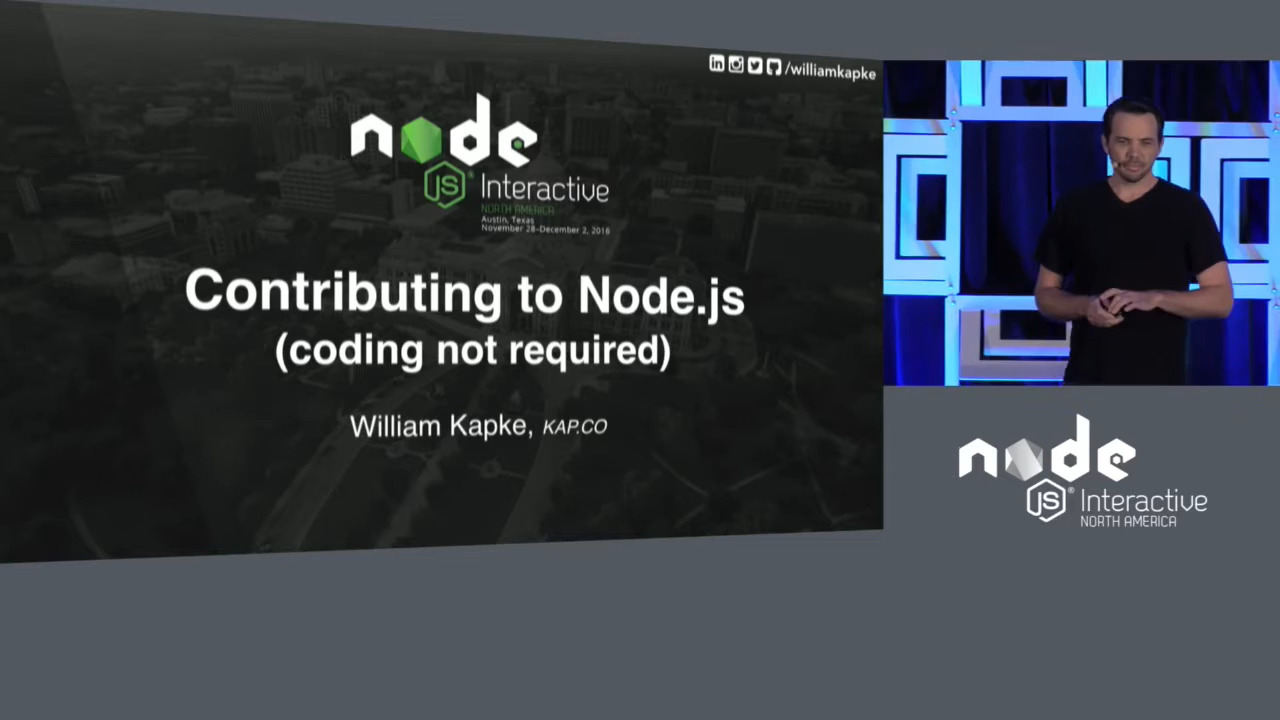 /williamkapke
node
JS® Interactive
NORTH AMERICA
Austin, Texas
November 28–December 2, 2016
Contributing to Node.js
(coding not required)
William Kapke, KAP.CO
node
JS® Interactive
NORTH AMERICA